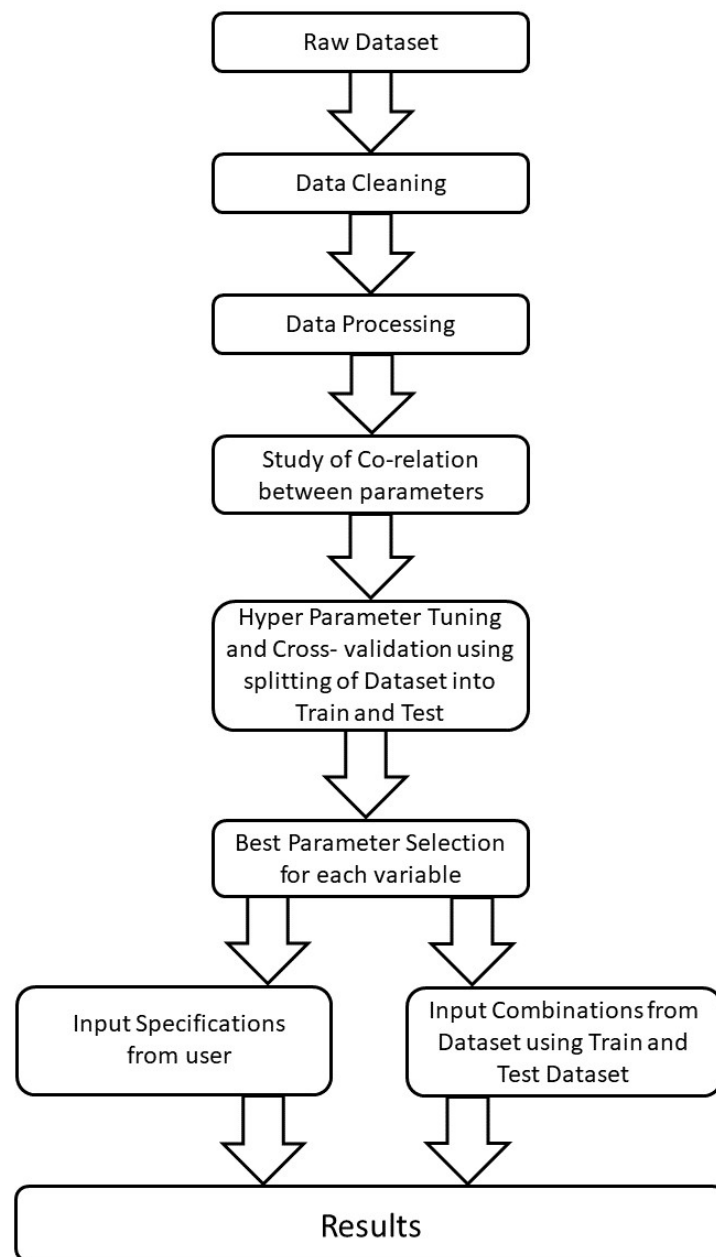 Raw Dataset
Data Cleaning
Data Processing
Study of Co-relation
between parameters
Hyper Parameter Tuning
and Cross- validation using
splitting of Dataset into
Train and Test
Best Parameter Selection
for each variable
Input Specifications
from user
Input Combinations from
Dataset using Train and
Test Dataset
Results